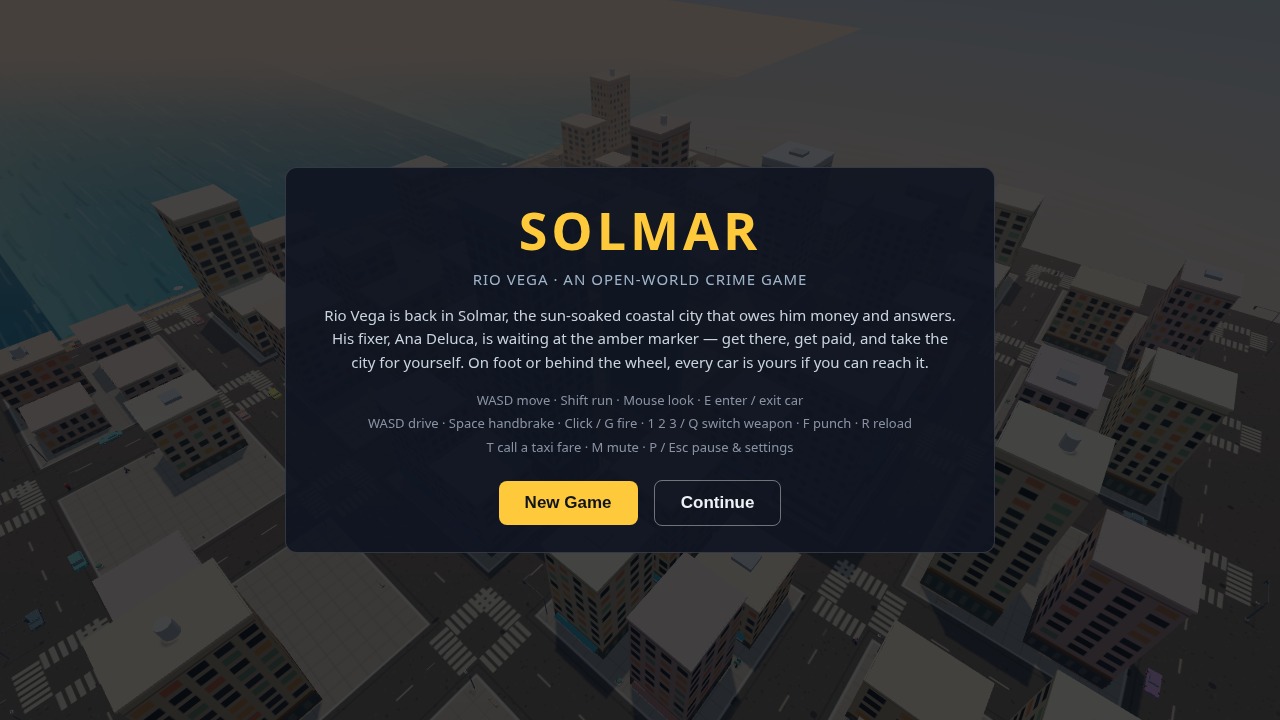 SOLMAR
RIO VEGA · AN OPEN-WORLD CRIME GAME
Rio Vega is back in Solmar, the sun-soaked coastal city that owes him money and answers.
His fixer, Ana Deluca, is waiting at the amber marker — get there, get paid, and take the
city for yourself. On foot or behind the wheel, every car is yours if you can reach it.
WASD move · Shift run · Mouse look · E enter / exit car
WASD drive · Space handbrake · Click / G fire · 1 2 3 / Q switch weapon · F punch · R reload
T call a taxi fare · M mute · P / Esc pause & settings
New Game Continue